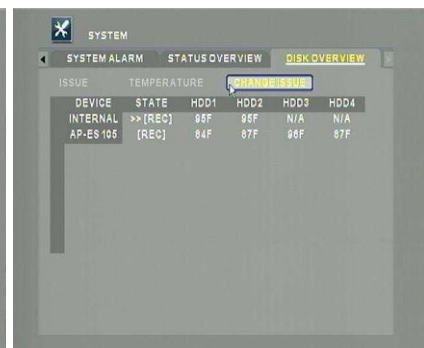 SYSTEM
SYSTEM ALARM STATUS OVERVIEW DISK OVERVIEW
ISSUE TEMPERATURE CHANGE ISSUE
DEVICE STATE HDD1 HDD2 HDD3 HDD4
INTERNAL >> [REC] 95F 95F N/A N/A
AP-ES105 [REC] 84F 87F 96F 87F